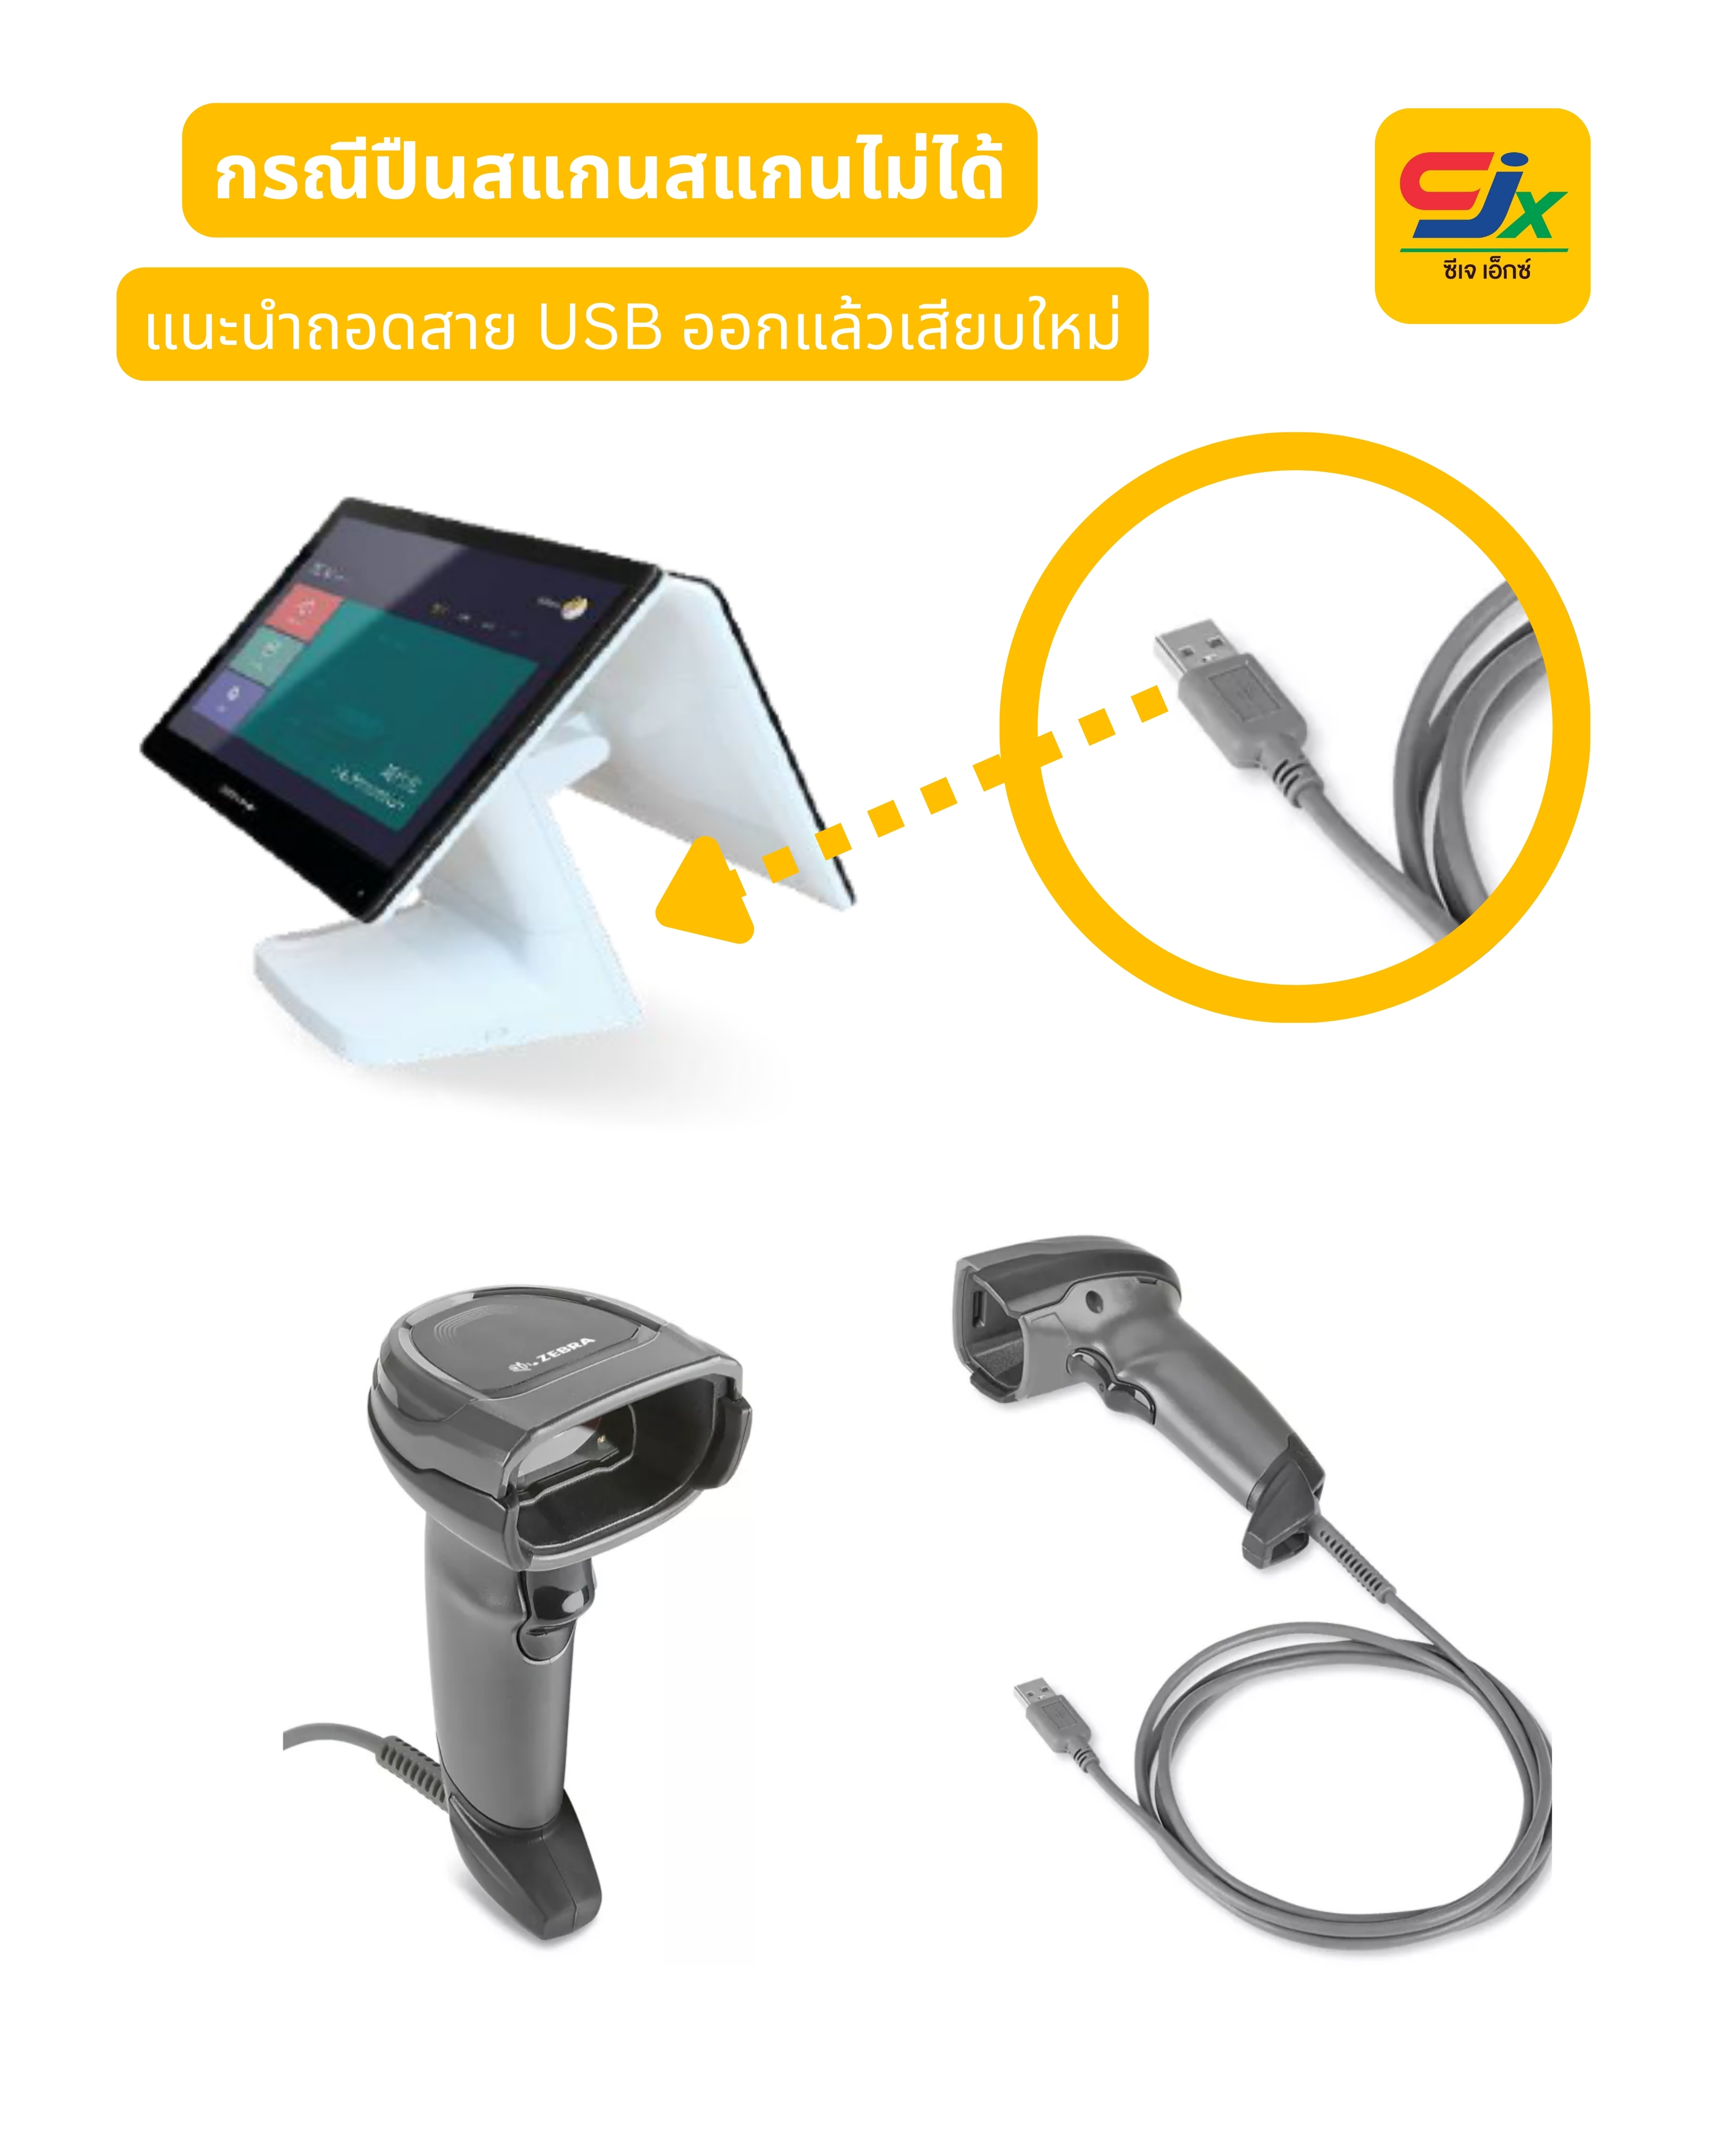 กรณีปืนสแกนสแกนไม่ได้
CJX
ซีเจ เอ็กซ์
แนะนำถอดสาย USB ออกแล้วเสียบใหม่
ZEBRA